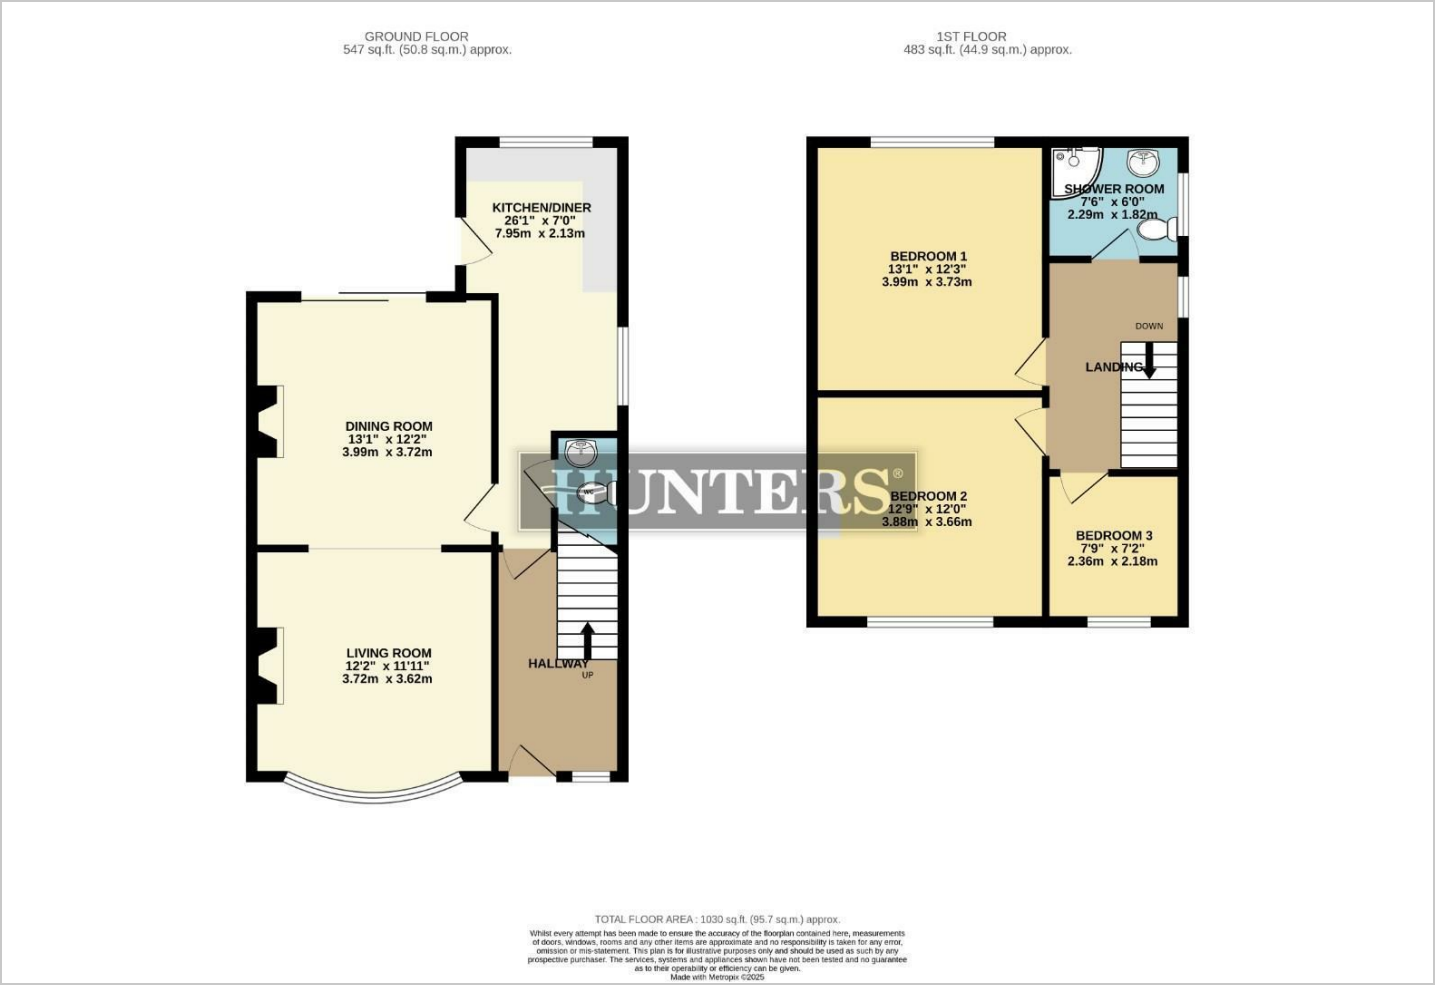 GROUND FLOOR
547 sq.ft. (50.8 sq.m.) approx.
1ST FLOOR
483 sq.ft. (44.9 sq.m.) approx.
KITCHEN/DINER
26'1" x 7'0"
7.95m x 2.13m
DINING ROOM
13'1" x 12'2"
3.99m x 3.72m
WC
LIVING ROOM
12'2" x 11'11"
3.72m x 3.62m
HALLWAY
UP
BEDROOM 1
13'1" x 12'3"
3.99m x 3.73m
SHOWER ROOM
7'6" x 6'0"
2.29m x 1.82m
DOWN
LANDING
BEDROOM 2
12'9" x 12'0"
3.88m x 3.66m
BEDROOM 3
7'9" x 7'2"
2.36m x 2.18m
HUNTERS®
TOTAL FLOOR AREA : 1030 sq.ft. (95.7 sq.m.) approx.
Whilst every attempt has been made to ensure the accuracy of the floorplan contained here, measurements
of doors, windows, rooms and any other items are approximate and no responsibility is taken for any error,
omission or mis-statement. This plan is for illustrative purposes only and should be used as such by any
prospective purchaser. The services, systems and appliances shown have not been tested and no guarantee
as to their operability or efficiency can be given.
Made with Metropix ©2025